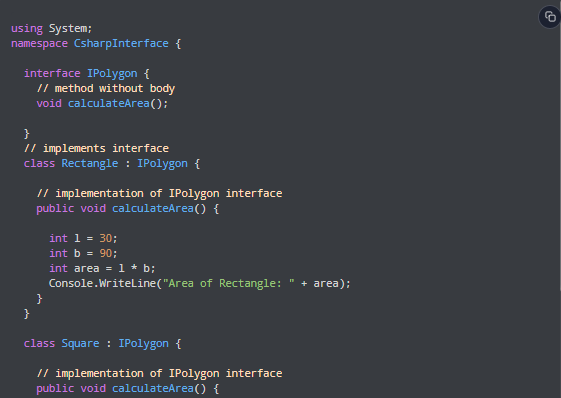 using System;
namespace CsharpInterface {
interface IPolygon {
// method without body
void calculateArea();
}
// implements interface
class Rectangle : IPolygon {
// implementation of IPolygon interface
public void calculateArea() {
int l = 30;
int b = 90;
int area = l * b;
Console.WriteLine("Area of Rectangle: " + area);
}
}
class Square : IPolygon {
// implementation of IPolygon interface
public void calculateArea() {